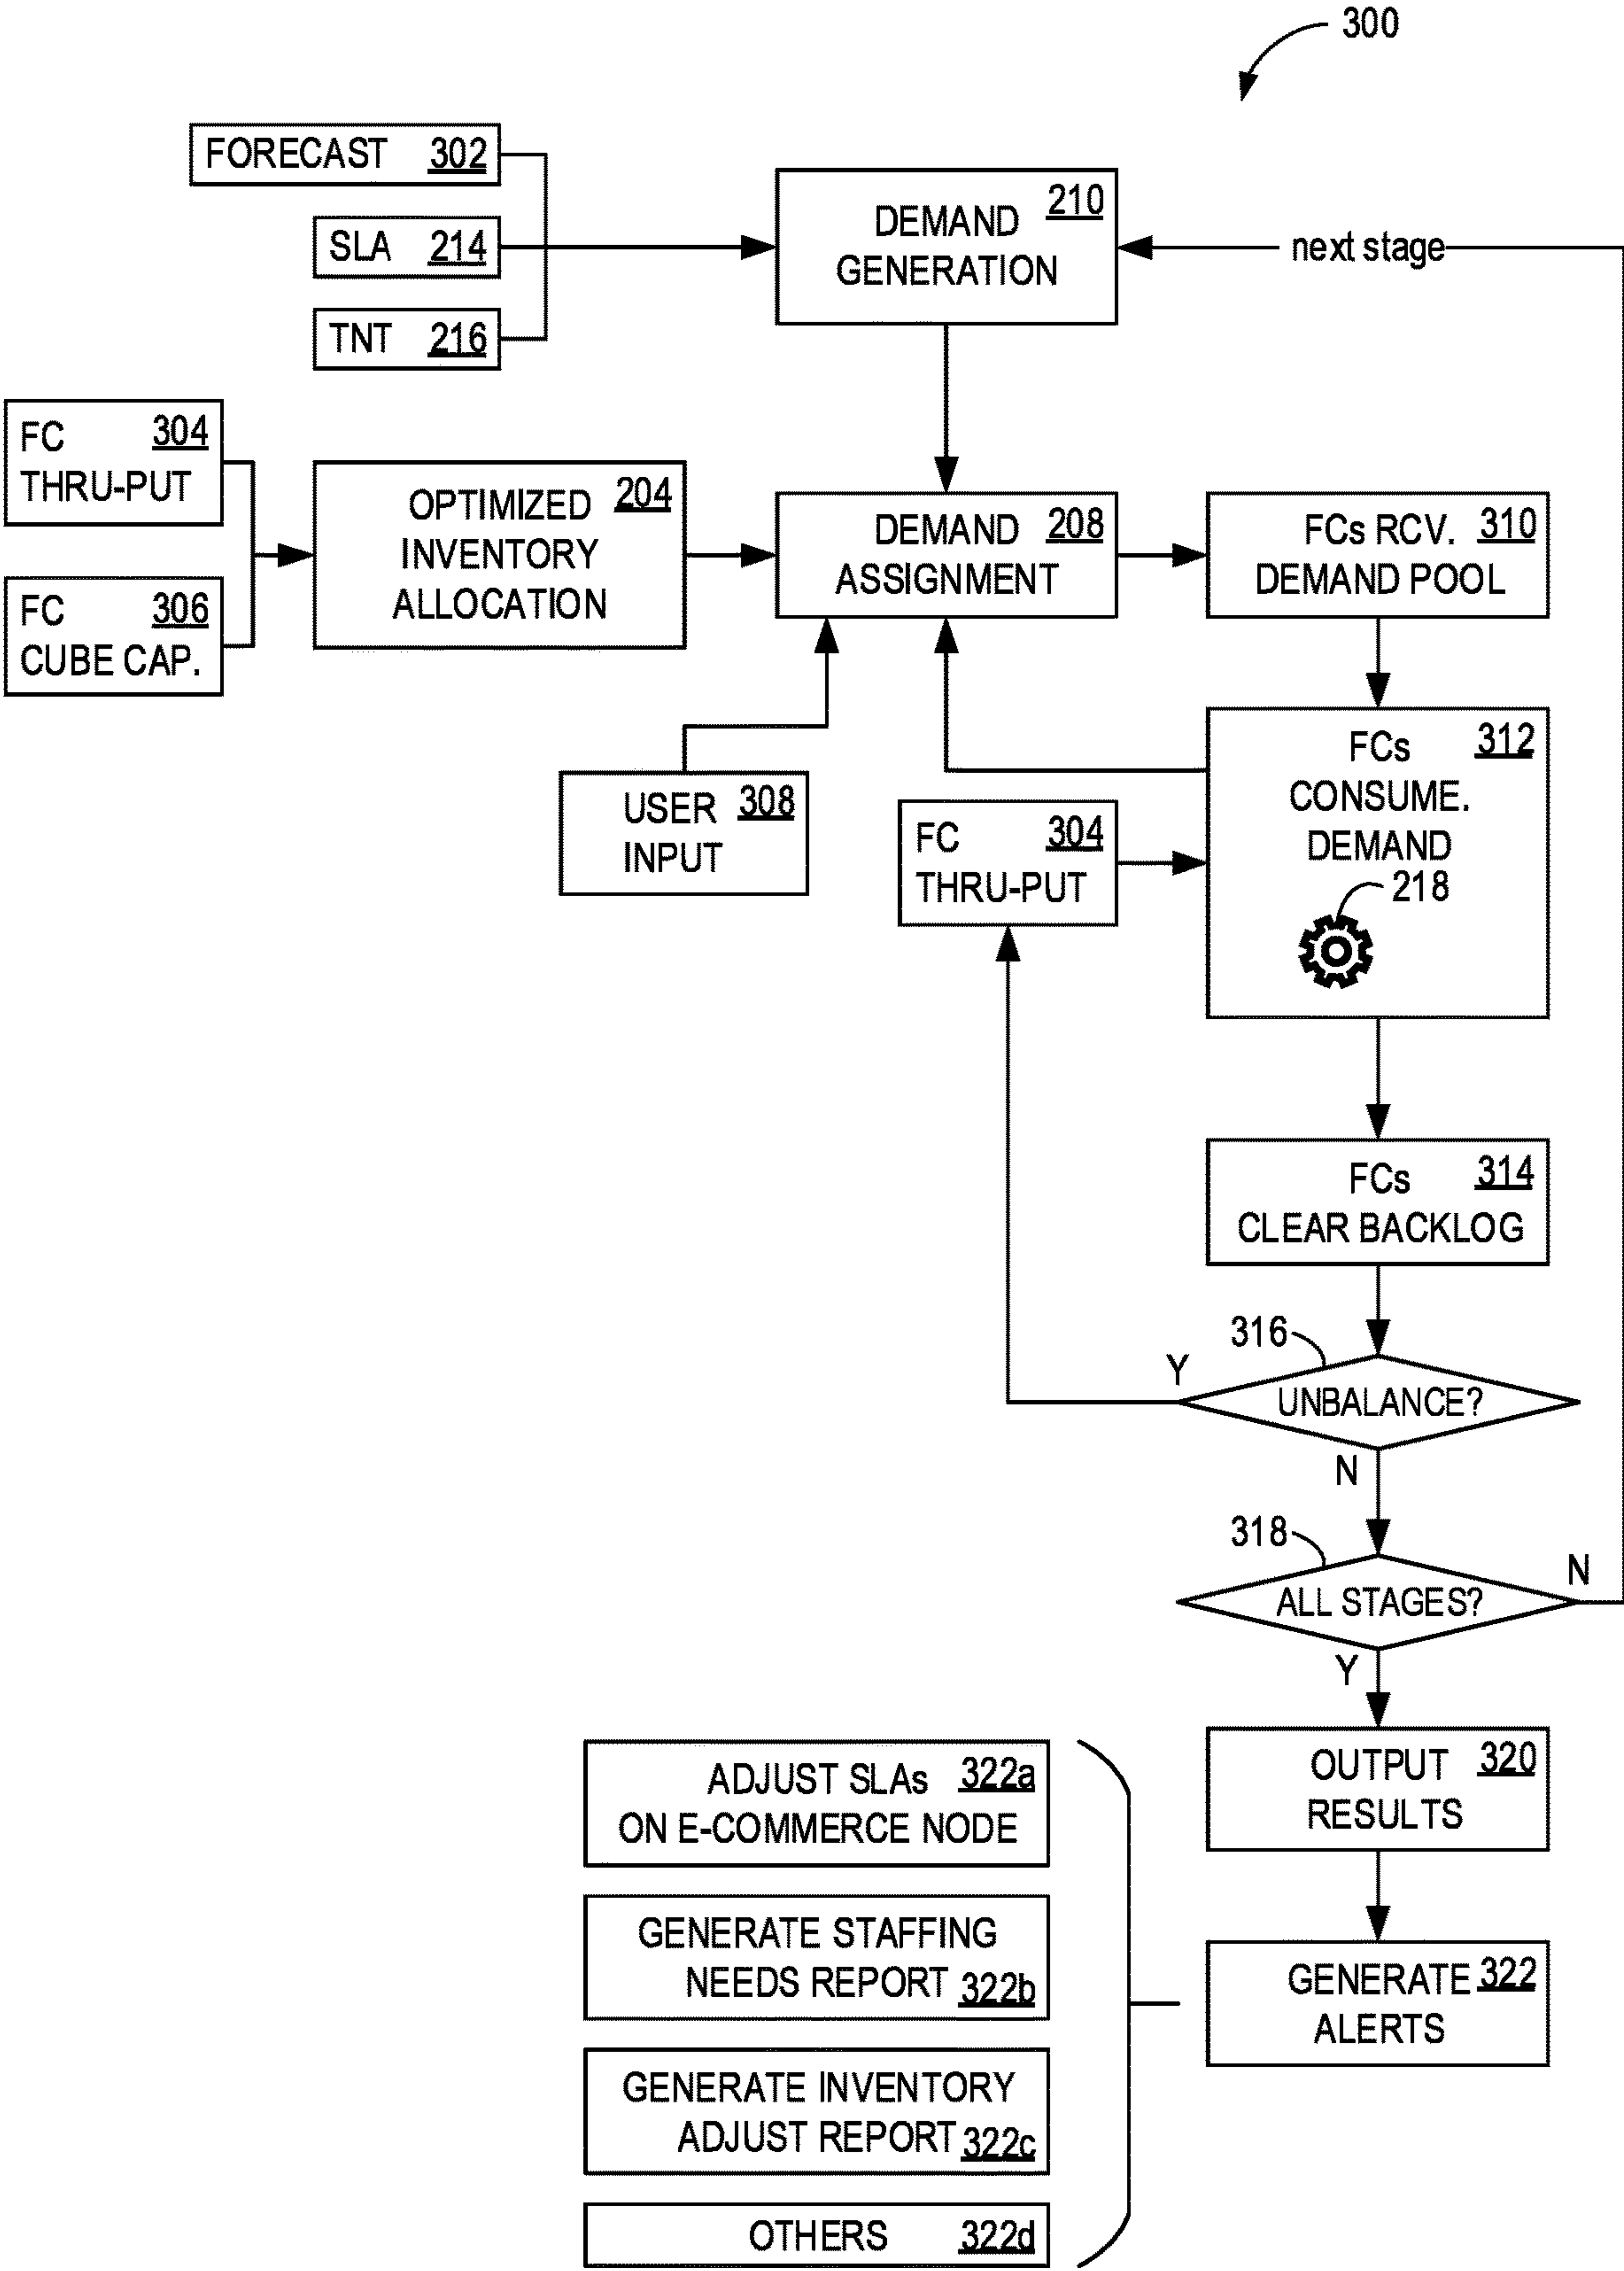 300
FORECAST 302
SLA 214
TNT 216
DEMAND 210
GENERATION
next stage
FC 304
THRU-PUT
FC 306
CUBE CAP.
OPTIMIZED 204
INVENTORY
ALLOCATION
DEMAND 208
ASSIGNMENT
FCs RCV. 310
DEMAND POOL
USER 308
INPUT
FC 304
THRU-PUT
FCs 312
CONSUME.
DEMAND
218
FCs 314
CLEAR BACKLOG
316
Y
UNBALANCE?
N
318
N
ALL STAGES?
Y
OUTPUT 320
RESULTS
GENERATE 322
ALERTS
ADJUST SLAs 322a
ON E-COMMERCE NODE
GENERATE STAFFING
NEEDS REPORT 322b
GENERATE INVENTORY
ADJUST REPORT 322c
OTHERS 322d